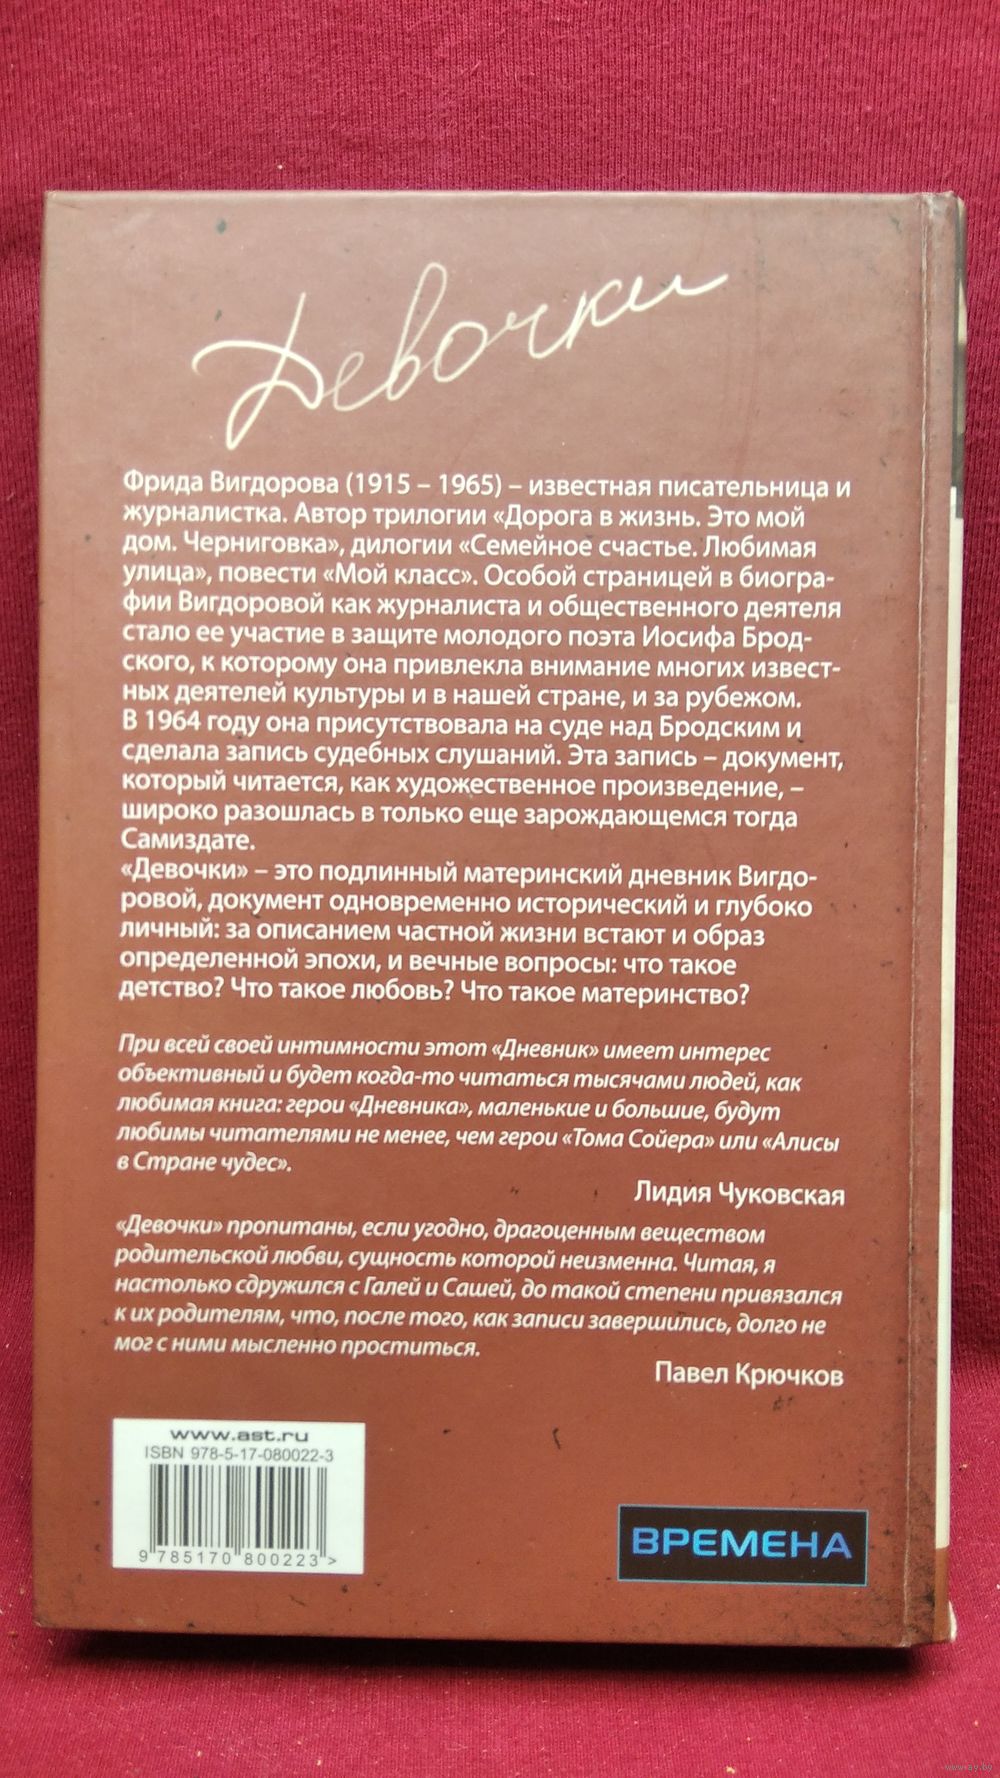 Девочки
Фрида Вигдорова (1915 – 1965) – известная писательница и
журналистка. Автор трилогии «Дорога в жизнь. Это мой
дом. Черниговка», дилогии «Семейное счастье. Любимая
улица», повести «Мой класс». Особой страницей в биогра-
фии Вигдоровой как журналиста и общественного деятеля
стало ее участие в защите молодого поэта Иосифа Брод-
ского, к которому она привлекла внимание многих извест-
ных деятелей культуры и в нашей стране, и за рубежом.
В 1964 году она присутствовала на суде над Бродским и
сделала запись судебных слушаний. Эта запись – документ,
который читается, как художественное произведение, –
широко разошлась в только еще зарождающемся тогда
Самиздате.
«Девочки» – это подлинный материнский дневник Вигдо-
ровой, документ одновременно исторический и глубоко
личный: за описанием частной жизни встают и образ
определенной эпохи, и вечные вопросы: что такое
детство? Что такое любовь? Что такое материнство?
При всей своей интимности этот «Дневник» имеет интерес
объективный и будет когда-то читаться тысячами людей, как
любимая книга: герои «Дневника», маленькие и большие, будут
любимы читателями не менее, чем герои «Тома Сойера» или «Алисы
в Стране чудес».
Лидия Чуковская
«Девочки» пропитаны, если угодно, драгоценным веществом
родительской любви, сущность которой неизменна. Читая, я
настолько сдружился с Галей и Сашей, до такой степени привязался
к их родителям, что, после того, как записи завершились, долго не
мог с ними мысленно проститься.
Павел Крючков
www.ast.ru
ISBN 978-5-17-080022-3
9 785170 800223 >
ВРЕМЕНА
www.ay.by